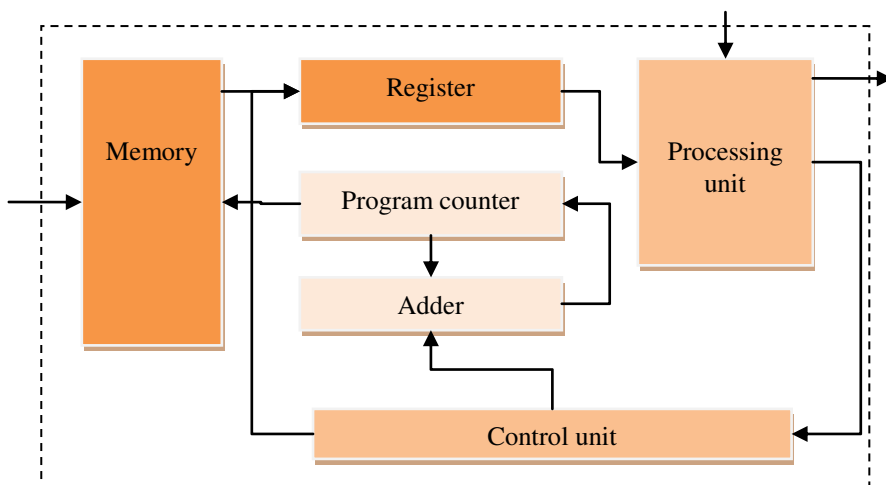 Register
Memory
Processing
unit
Program counter
Adder
Control unit